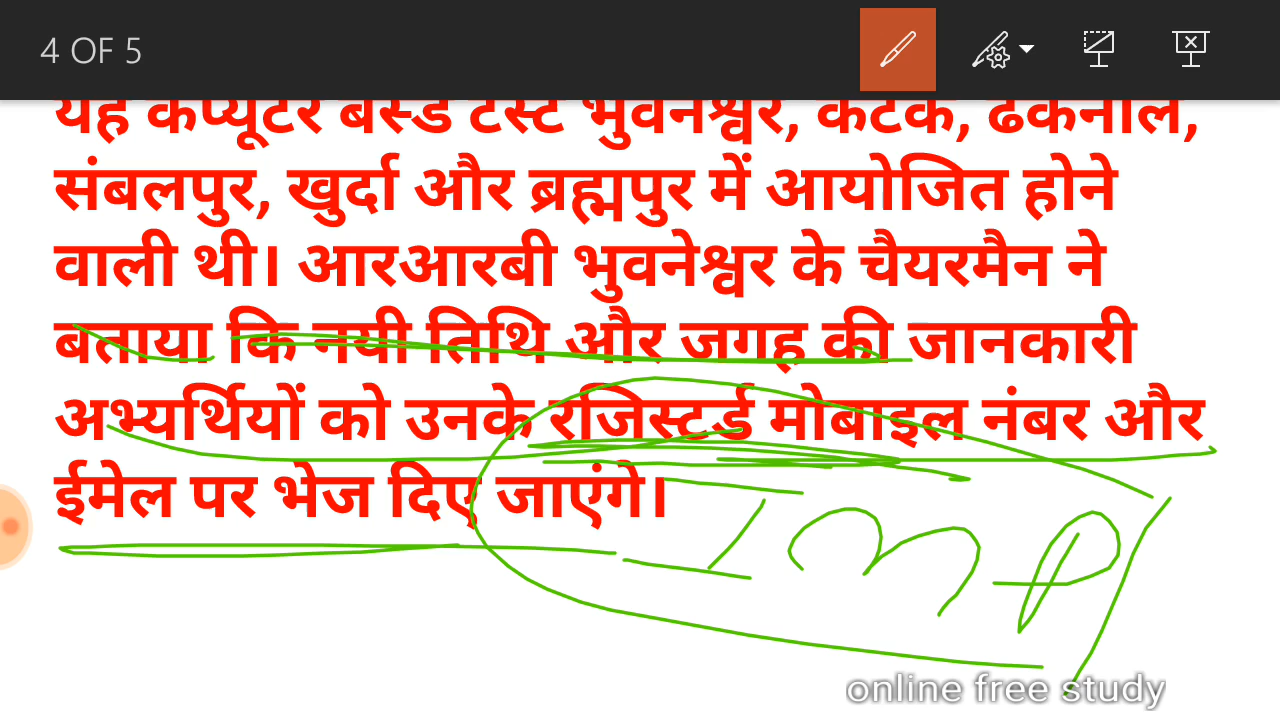 4 OF 5
यह कंप्यूटर बेस्ड टेस्ट भुवनेश्वर, कटक, ढेंकनाल,
संबलपुर, खुर्दा और ब्रह्मपुर में आयोजित होने
वाली थी। आरआरबी भुवनेश्वर के चैयरमैन ने
बताया कि नयी तिथि और जगह की जानकारी
अभ्यर्थियों को उनके रजिस्टर्ड मोबाइल नंबर और
ईमेल पर भेज दिए जाएंगे।
Imp
online free study